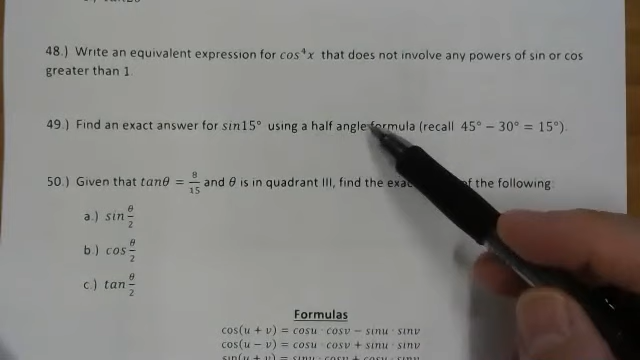 48.) Write an equivalent expression for cos⁴x that does not involve any powers of sin or cos
greater than 1.
49.) Find an exact answer for sin15° using a half angle formula (recall 45° − 30° = 15°).
50.) Given that tanθ = 8/15 and θ is in quadrant III, find the exac of the following:
a.) sin θ/2
b.) cos θ/2
c.) tan θ/2
Formulas
cos(u + v) = cosu · cosv − sinu · sinv
cos(u − v) = cosu · cosv + sinu · sinv